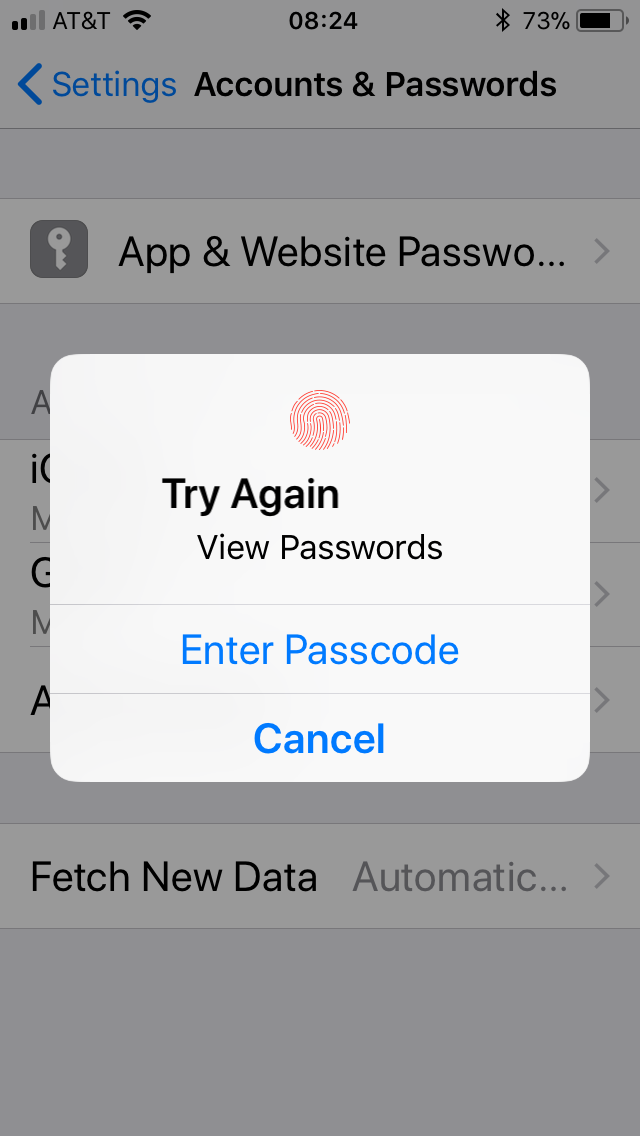 AT&T 08:24 73%
Settings Accounts & Passwords
App & Website Passwo...
A
Try Again
View Passwords
Enter Passcode
Cancel
Fetch New Data Automatic...